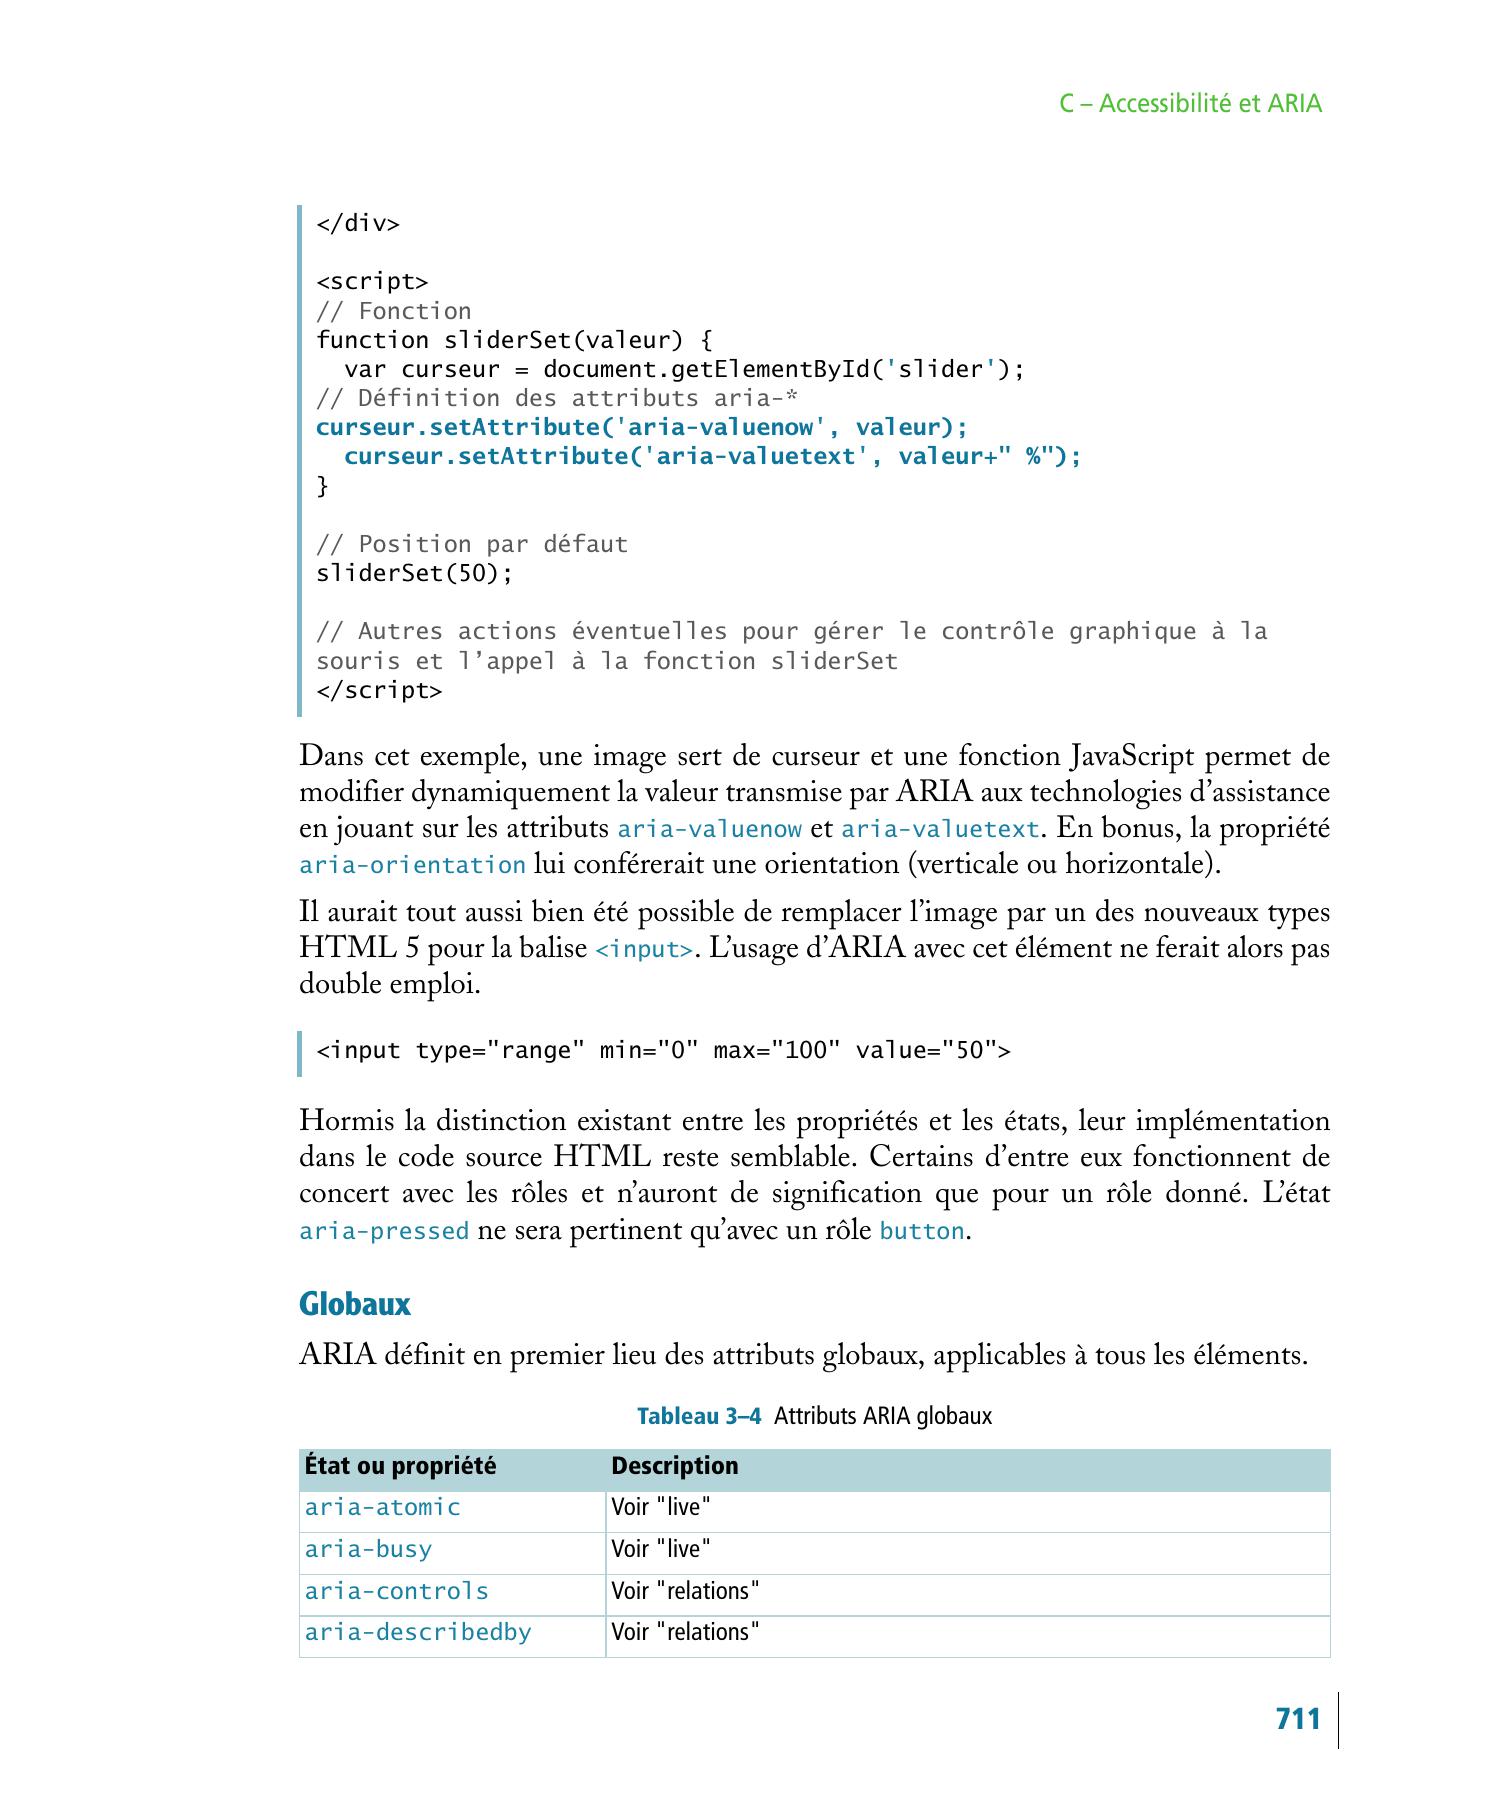 C – Accessibilité et ARIA
</div>
<script>
// Fonction
function sliderSet(valeur) {
  var curseur = document.getElementById('slider');
// Définition des attributs aria-*
curseur.setAttribute('aria-valuenow', valeur);
  curseur.setAttribute('aria-valuetext', valeur+" %");
}
// Position par défaut
sliderSet(50);
// Autres actions éventuelles pour gérer le contrôle graphique à la
souris et l’appel à la fonction sliderSet
</script>
Dans cet exemple, une image sert de curseur et une fonction JavaScript permet de
modifier dynamiquement la valeur transmise par ARIA aux technologies d’assistance
en jouant sur les attributs aria-valuenow et aria-valuetext. En bonus, la propriété
aria-orientation lui conférerait une orientation (verticale ou horizontale).
Il aurait tout aussi bien été possible de remplacer l’image par un des nouveaux types
HTML 5 pour la balise <input>. L’usage d’ARIA avec cet élément ne ferait alors pas
double emploi.
<input type="range" min="0" max="100" value="50">
Hormis la distinction existant entre les propriétés et les états, leur implémentation
dans le code source HTML reste semblable. Certains d’entre eux fonctionnent de
concert avec les rôles et n’auront de signification que pour un rôle donné. L’état
aria-pressed ne sera pertinent qu’avec un rôle button.
Globaux
ARIA définit en premier lieu des attributs globaux, applicables à tous les éléments.
Tableau 3–4 Attributs ARIA globaux
État ou propriété Description
aria-atomic Voir "live"
aria-busy Voir "live"
aria-controls Voir "relations"
aria-describedby Voir "relations"
711